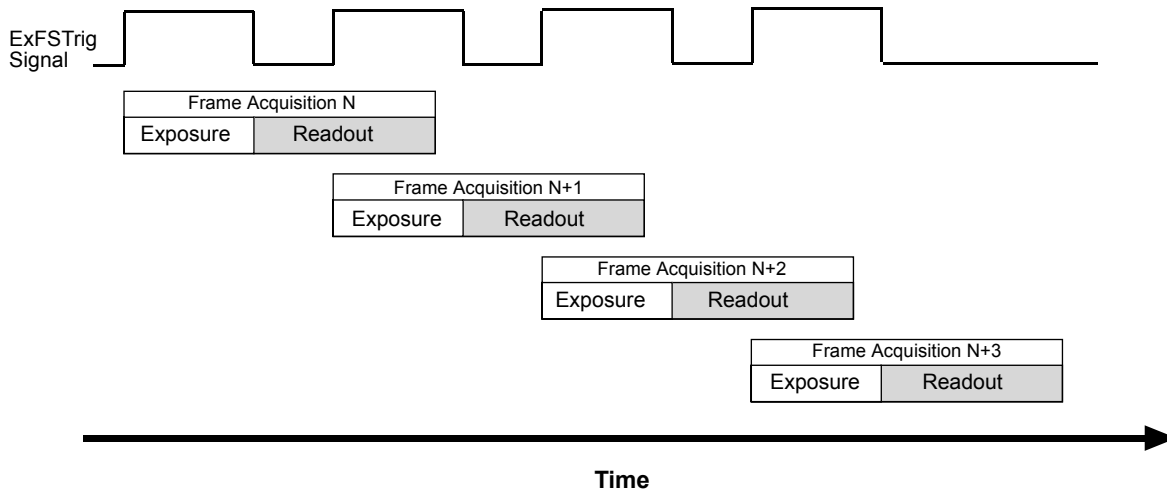 ExFSTrig
Signal
Frame Acquisition N
Exposure Readout
Frame Acquisition N+1
Exposure Readout
Frame Acquisition N+2
Exposure Readout
Frame Acquisition N+3
Exposure Readout
Time